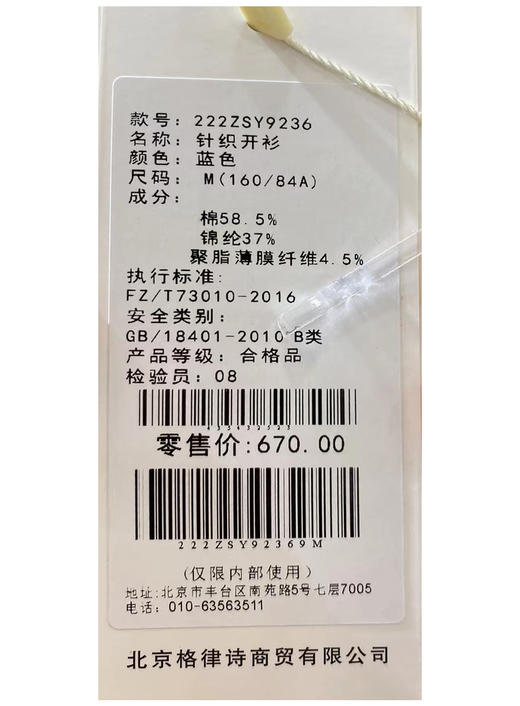 款号: 222ZSY9236
名称: 针织开衫
颜色: 蓝色
尺码: M(160/84A)
成分:
棉58.5%
锦纶37%
聚脂薄膜纤维4.5%
执行标准:
FZ/T73010-2016
安全类别:
GB/18401-2010 B类
产品等级: 合格品
检验员: 08
零售价:670.00
222ZSY92369M
(仅限内部使用)
地址:北京市丰台区南苑路5号七层7005
电话: 010-63563511
北京格律诗商贸有限公司